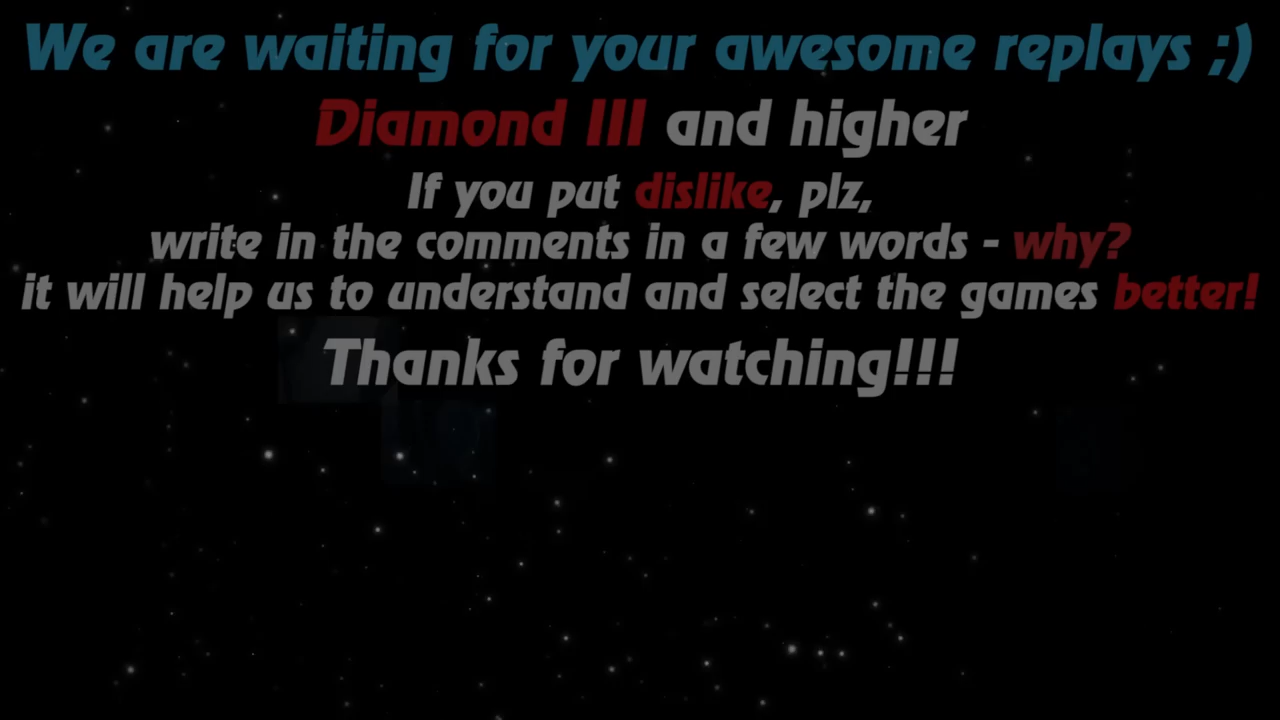 We are waiting for your awesome replays ;)
Diamond III and higher
If you put dislike, plz,
write in the comments in a few words - why?
it will help us to understand and select the games better!
Thanks for watching!!!